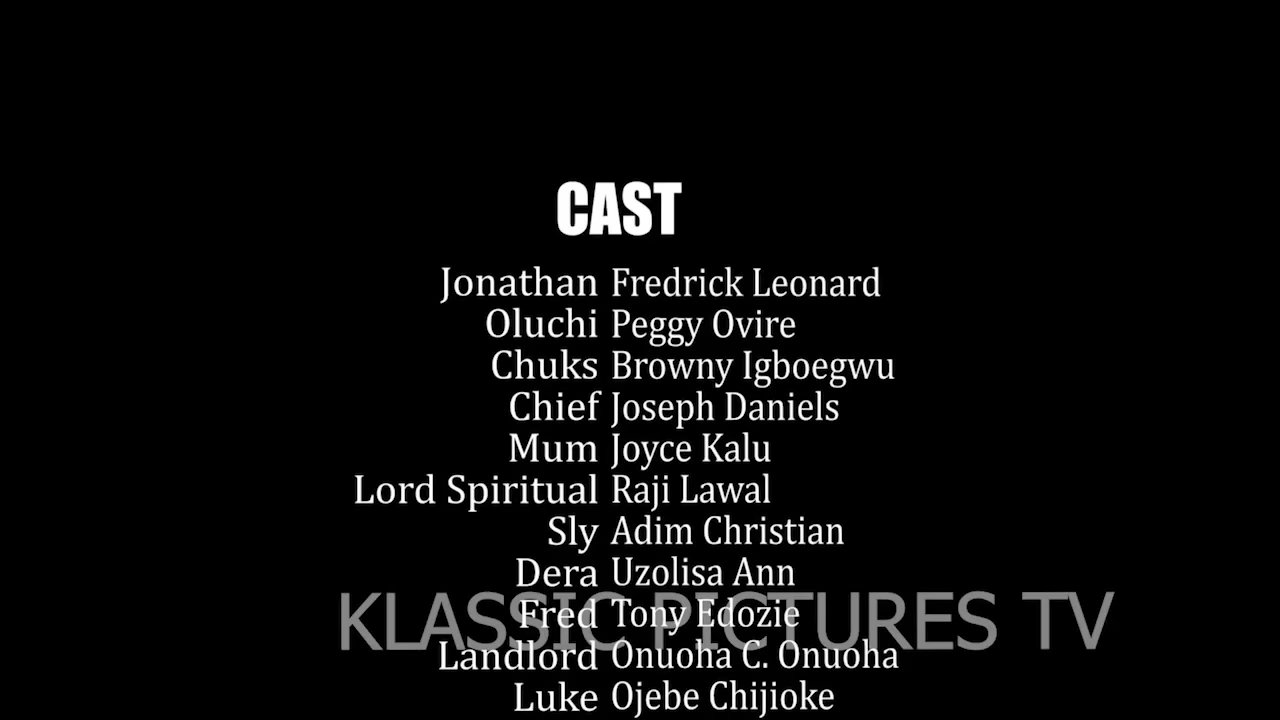 CAST
Jonathan Fredrick Leonard
Oluchi Peggy Ovire
Chuks Browny Igboegwu
Chief Joseph Daniels
Mum Joyce Kalu
Lord Spiritual Raji Lawal
Sly Adim Christian
Dera Uzolisa Ann
Fred Tony Edozie
KLASSIC PICTURES TV
Landlord Onuoha C. Onuoha
Luke Ojebe Chijioke